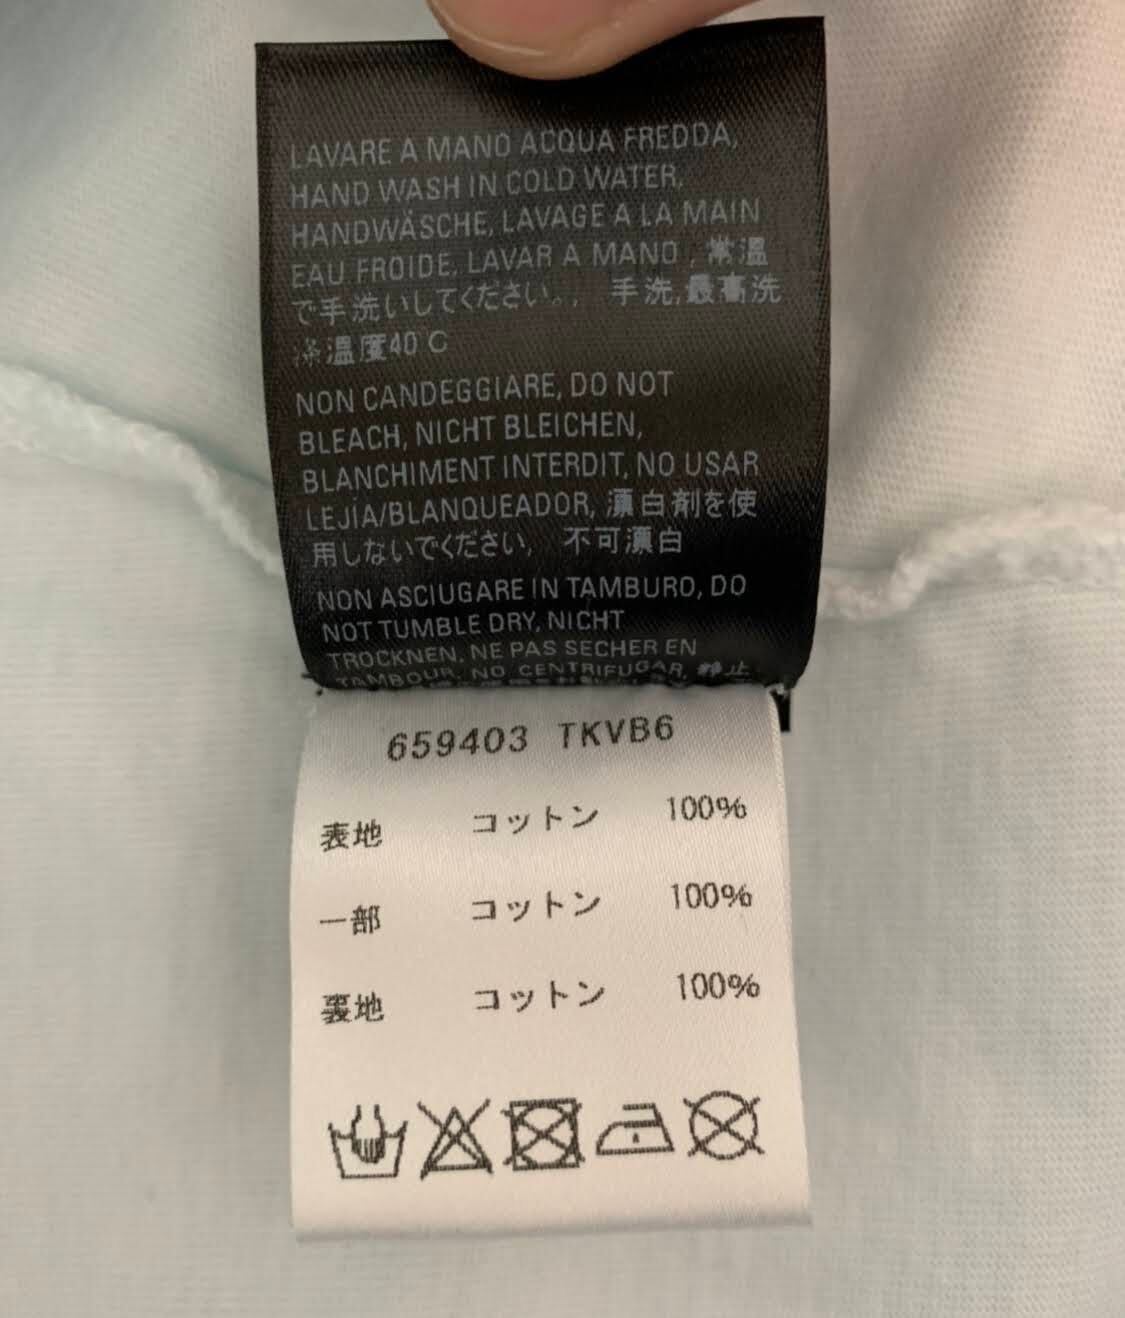 LAVARE A MANO ACQUA FREDDA,
HAND WASH IN COLD WATER,
HANDWÄSCHE, LAVAGE A LA MAIN
EAU FROIDE, LAVAR A MANO , 常温
で手洗いしてください。, 手洗,最高洗
涤温度40 C
NON CANDEGGIARE, DO NOT
BLEACH, NICHT BLEICHEN,
BLANCHIMENT INTERDIT, NO USAR
LEJÍA/BLANQUEADOR, 漂白剤を使
用しないでください, 不可漂白
NON ASCIUGARE IN TAMBURO, DO
NOT TUMBLE DRY, NICHT
TROCKNEN, NE PAS SECHER EN
TAMBOUR, NO CENTRIFUGAR,
659403 TKVB6
表地 コットン 100%
一部 コットン 100%
裏地 コットン 100%